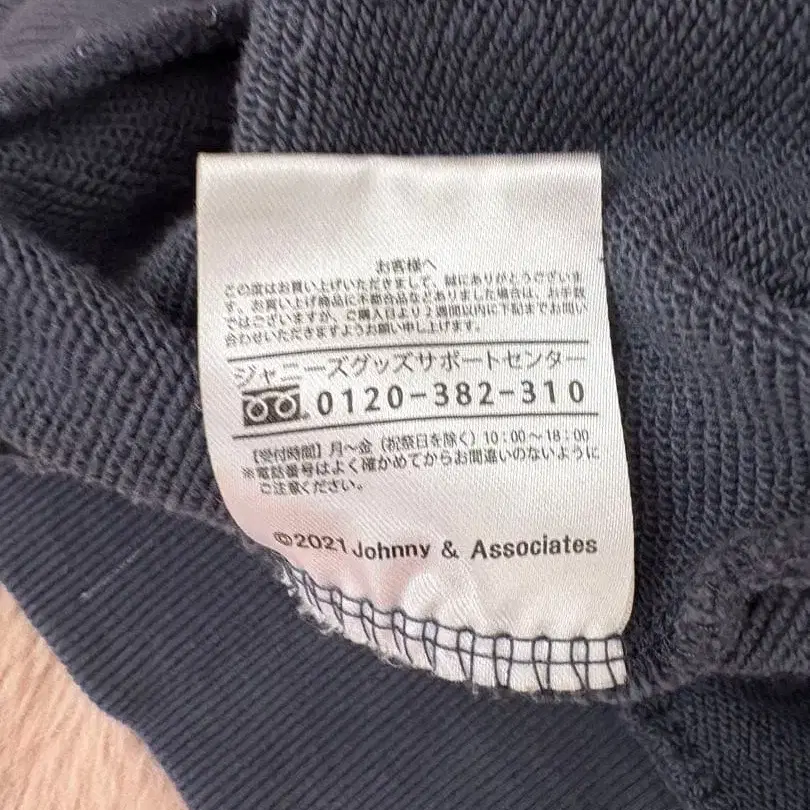 お客様へ
この度はお買い上げいただきまして、誠にありがとうございま
す。お買い上げ商品に不都合品などありました場合は、お手数
ではございますが、ご購入日より2週間以内に下記までお問い
合わせいただきますようお願い申し上げます。
ジャニーズグッズサポートセンター
0120-382-310
【受付時間】月～金（祝祭日を除く）10:00～18:00
※電話番号はよく確かめてからお間違いのないように
ご注意ください。
©2021 Johnny & Associates